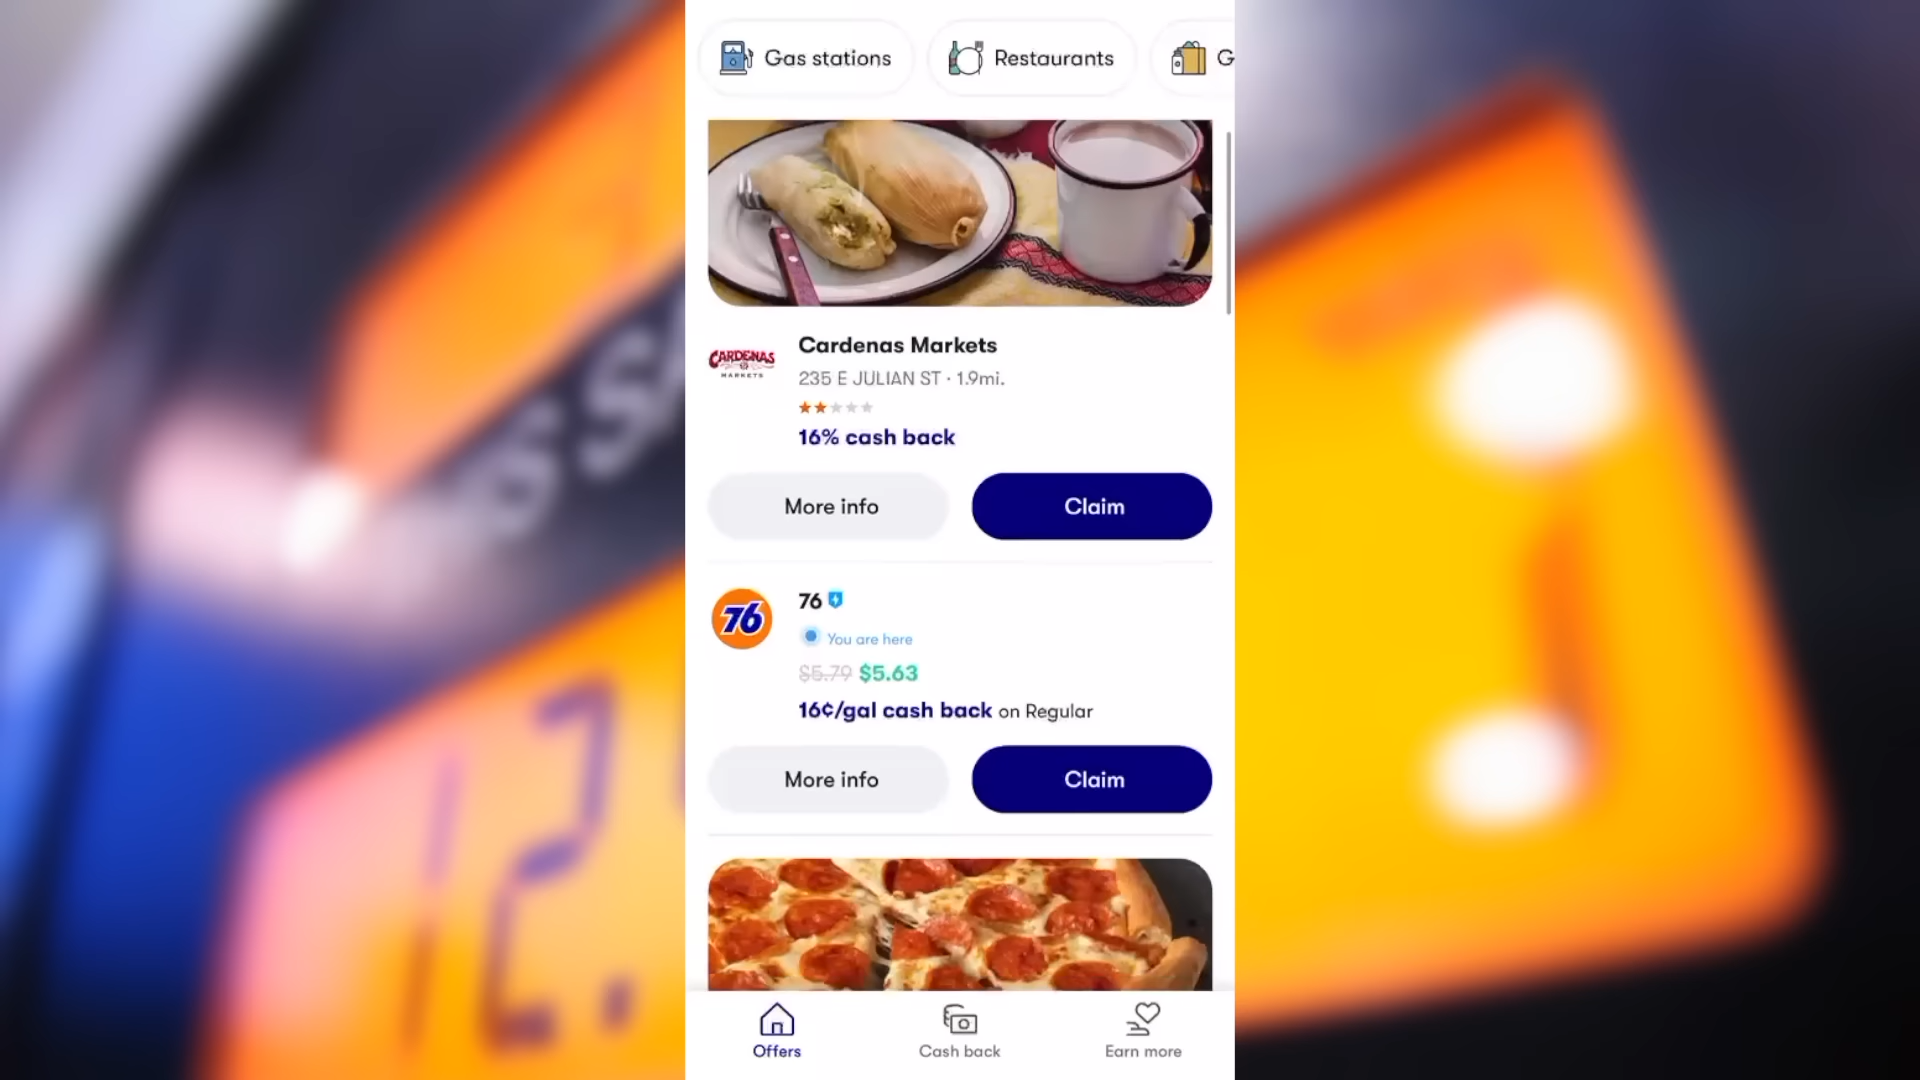 Gas stations
Restaurants
G
CARDENAS
MARKETS
Cardenas Markets
235 E JULIAN ST · 1.9mi.
16% cash back
More info
Claim
76
76
You are here
$5.79 $5.63
16¢/gal cash back on Regular
More info
Claim
Offers
Cash back
Earn more
12.